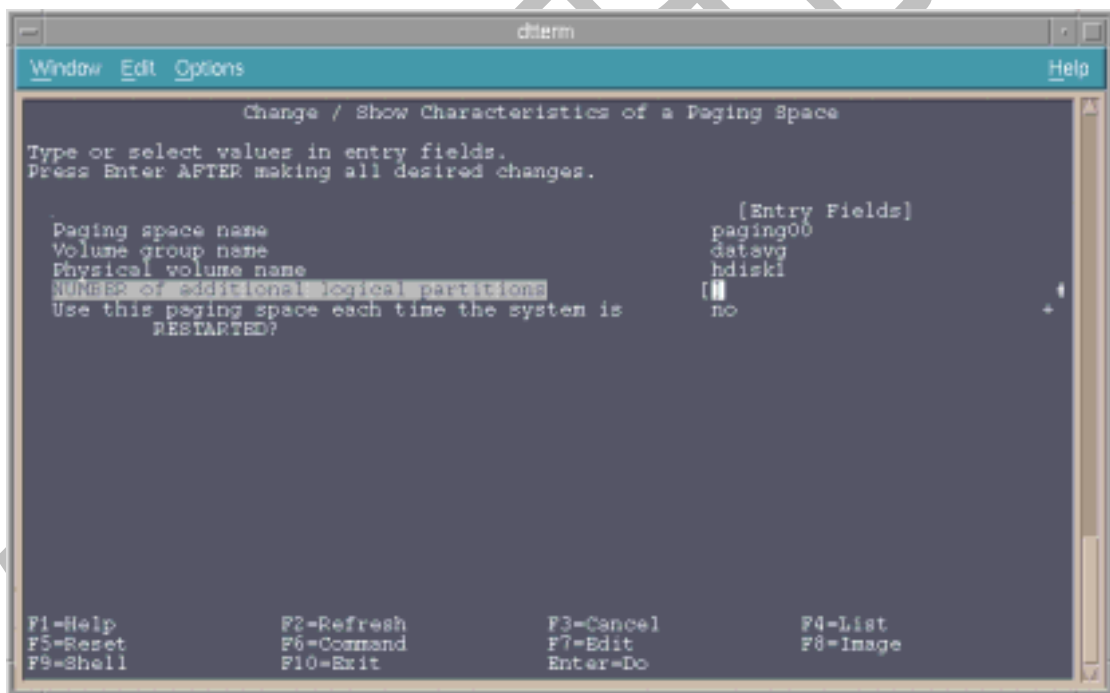 dtterm
Window Edit Options Help
Change / Show Characteristics of a Paging Space
Type or select values in entry fields.
Press Enter AFTER making all desired changes.
[Entry Fields]
Paging space name paging00
Volume group name datavg
Physical volume name hdisk1
NUMBER of additional logical partitions [
Use this paging space each time the system is no +
RESTARTED?
F1=Help F2=Refresh F3=Cancel F4=List
F5=Reset F6=Command F7=Edit F8=Image
F9=Shell F10=Exit Enter=Do